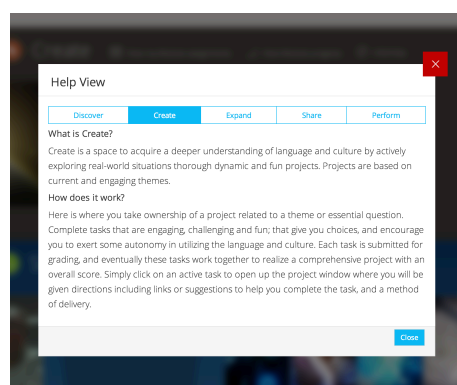 Create
×
Help View
Discover Create Expand Share Perform
What is Create?
Create is a space to acquire a deeper understanding of language and culture by actively
exploring real-world situations thorough dynamic and fun projects. Projects are based on
current and engaging themes.
How does it work?
Here is where you take ownership of a project related to a theme or essential question.
Complete tasks that are engaging, challenging and fun; that give you choices, and encourage
you to exert some autonomy in utilizing the language and culture. Each task is submitted for
grading, and eventually these tasks work together to realize a comprehensive project with an
overall score. Simply click on an active task to open up the project window where you will be
given directions including links or suggestions to help you complete the task, and a method
of delivery.
Close